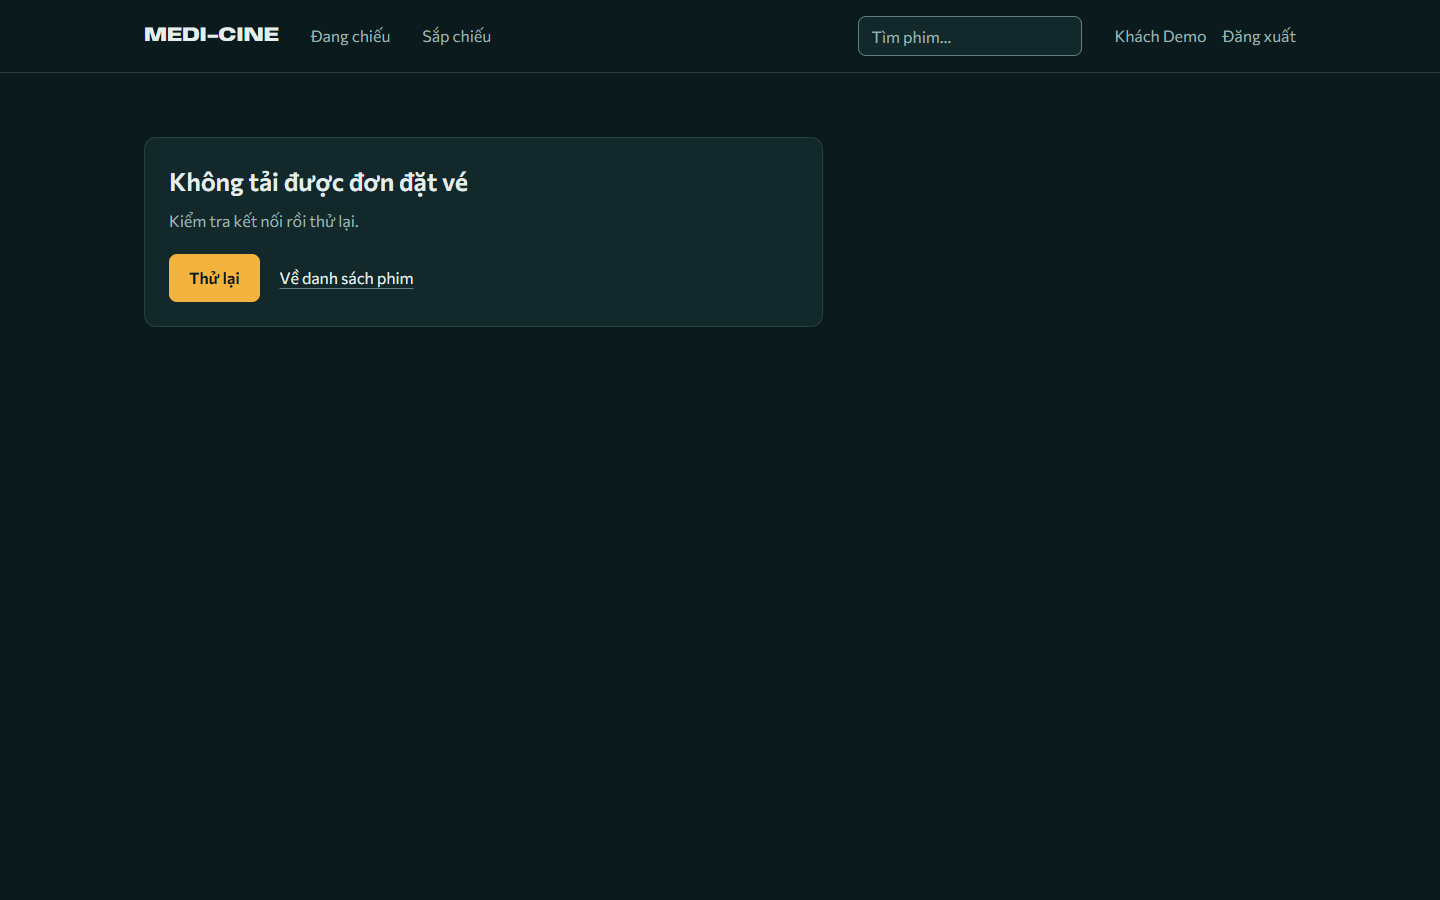 MEDI-CINE Đang chiếu Sắp chiếu Tìm phim... Khách Demo Đăng xuất
Không tải được đơn đặt vé
Kiểm tra kết nối rồi thử lại.
Thử lại Về danh sách phim